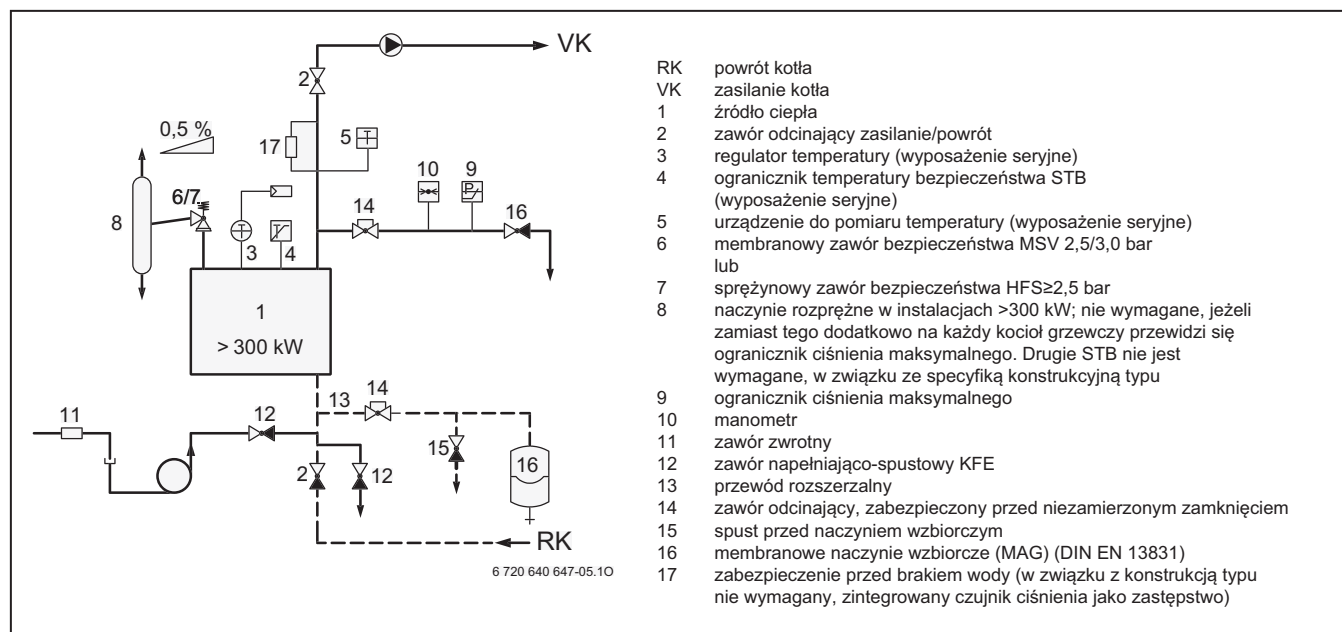 VK
2
0,5 %
17
5
10
9
6/7
8
14
16
3
4
1
> 300 kW
14
13
11
12
15
16
2
12
RK
6 720 640 647-05.1O
RK powrót kotła
VK zasilanie kotła
1 źródło ciepła
2 zawór odcinający zasilanie/powrót
3 regulator temperatury (wyposażenie seryjne)
4 ogranicznik temperatury bezpieczeństwa STB
(wyposażenie seryjne)
5 urządzenie do pomiaru temperatury (wyposażenie seryjne)
6 membranowy zawór bezpieczeństwa MSV 2,5/3,0 bar
lub
7 sprężynowy zawór bezpieczeństwa HFS≥2,5 bar
8 naczynie rozprężne w instalacjach >300 kW; nie wymagane, jeżeli
zamiast tego dodatkowo na każdy kocioł grzewczy przewidzi się
ogranicznik ciśnienia maksymalnego. Drugie STB nie jest
wymagane, w związku ze specyfiką konstrukcyjną typu
9 ogranicznik ciśnienia maksymalnego
10 manometr
11 zawór zwrotny
12 zawór napełniająco-spustowy KFE
13 przewód rozszerzalny
14 zawór odcinający, zabezpieczony przed niezamierzonym zamknięciem
15 spust przed naczyniem wzbiorczym
16 membranowe naczynie wzbiorcze (MAG) (DIN EN 13831)
17 zabezpieczenie przed brakiem wody (w związku z konstrukcją typu
nie wymagany, zintegrowany czujnik ciśnienia jako zastępstwo)